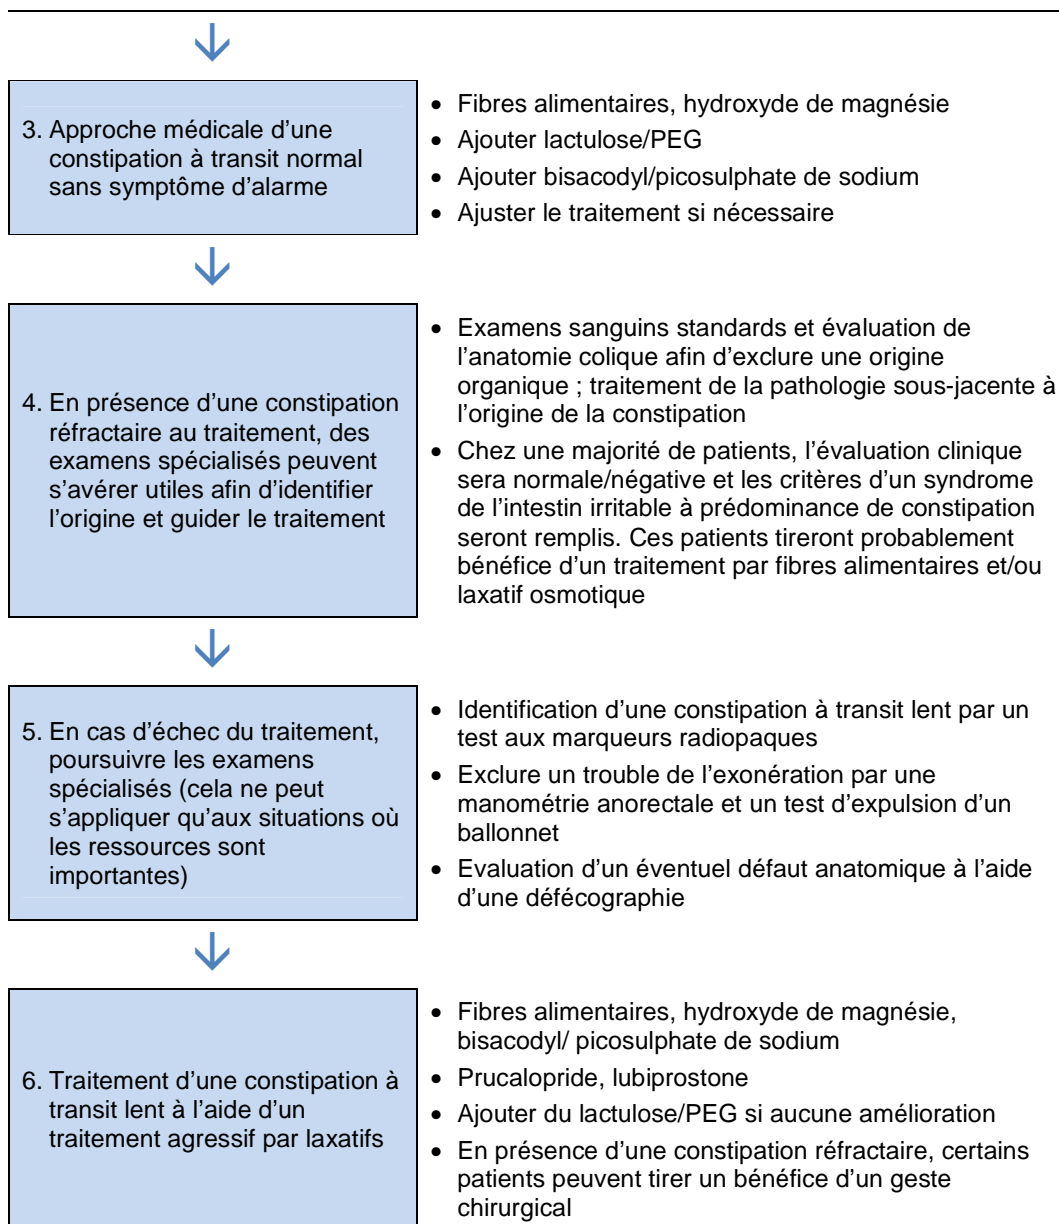 3. Approche médicale d’une
constipation à transit normal
sans symptôme d’alarme
• Fibres alimentaires, hydroxyde de magnésie
• Ajouter lactulose/PEG
• Ajouter bisacodyl/picosulphate de sodium
• Ajuster le traitement si nécessaire
4. En présence d’une constipation
réfractaire au traitement, des
examens spécialisés peuvent
s’avérer utiles afin d’identifier
l’origine et guider le traitement
• Examens sanguins standards et évaluation de
l’anatomie colique afin d’exclure une origine
organique ; traitement de la pathologie sous-jacente à
l’origine de la constipation
• Chez une majorité de patients, l’évaluation clinique
sera normale/négative et les critères d’un syndrome
de l’intestin irritable à prédominance de constipation
seront remplis. Ces patients tireront probablement
bénéfice d’un traitement par fibres alimentaires et/ou
laxatif osmotique
5. En cas d’échec du traitement,
poursuivre les examens
spécialisés (cela ne peut
s’appliquer qu’aux situations où
les ressources sont
importantes)
• Identification d’une constipation à transit lent par un
test aux marqueurs radiopaques
• Exclure un trouble de l’exonération par une
manométrie anorectale et un test d’expulsion d’un
ballonnet
• Evaluation d’un éventuel défaut anatomique à l’aide
d’une défécographie
6. Traitement d’une constipation à
transit lent à l’aide d’un
traitement agressif par laxatifs
• Fibres alimentaires, hydroxyde de magnésie,
bisacodyl/ picosulphate de sodium
• Prucalopride, lubiprostone
• Ajouter du lactulose/PEG si aucune amélioration
• En présence d’une constipation réfractaire, certains
patients peuvent tirer un bénéfice d’un geste
chirurgical